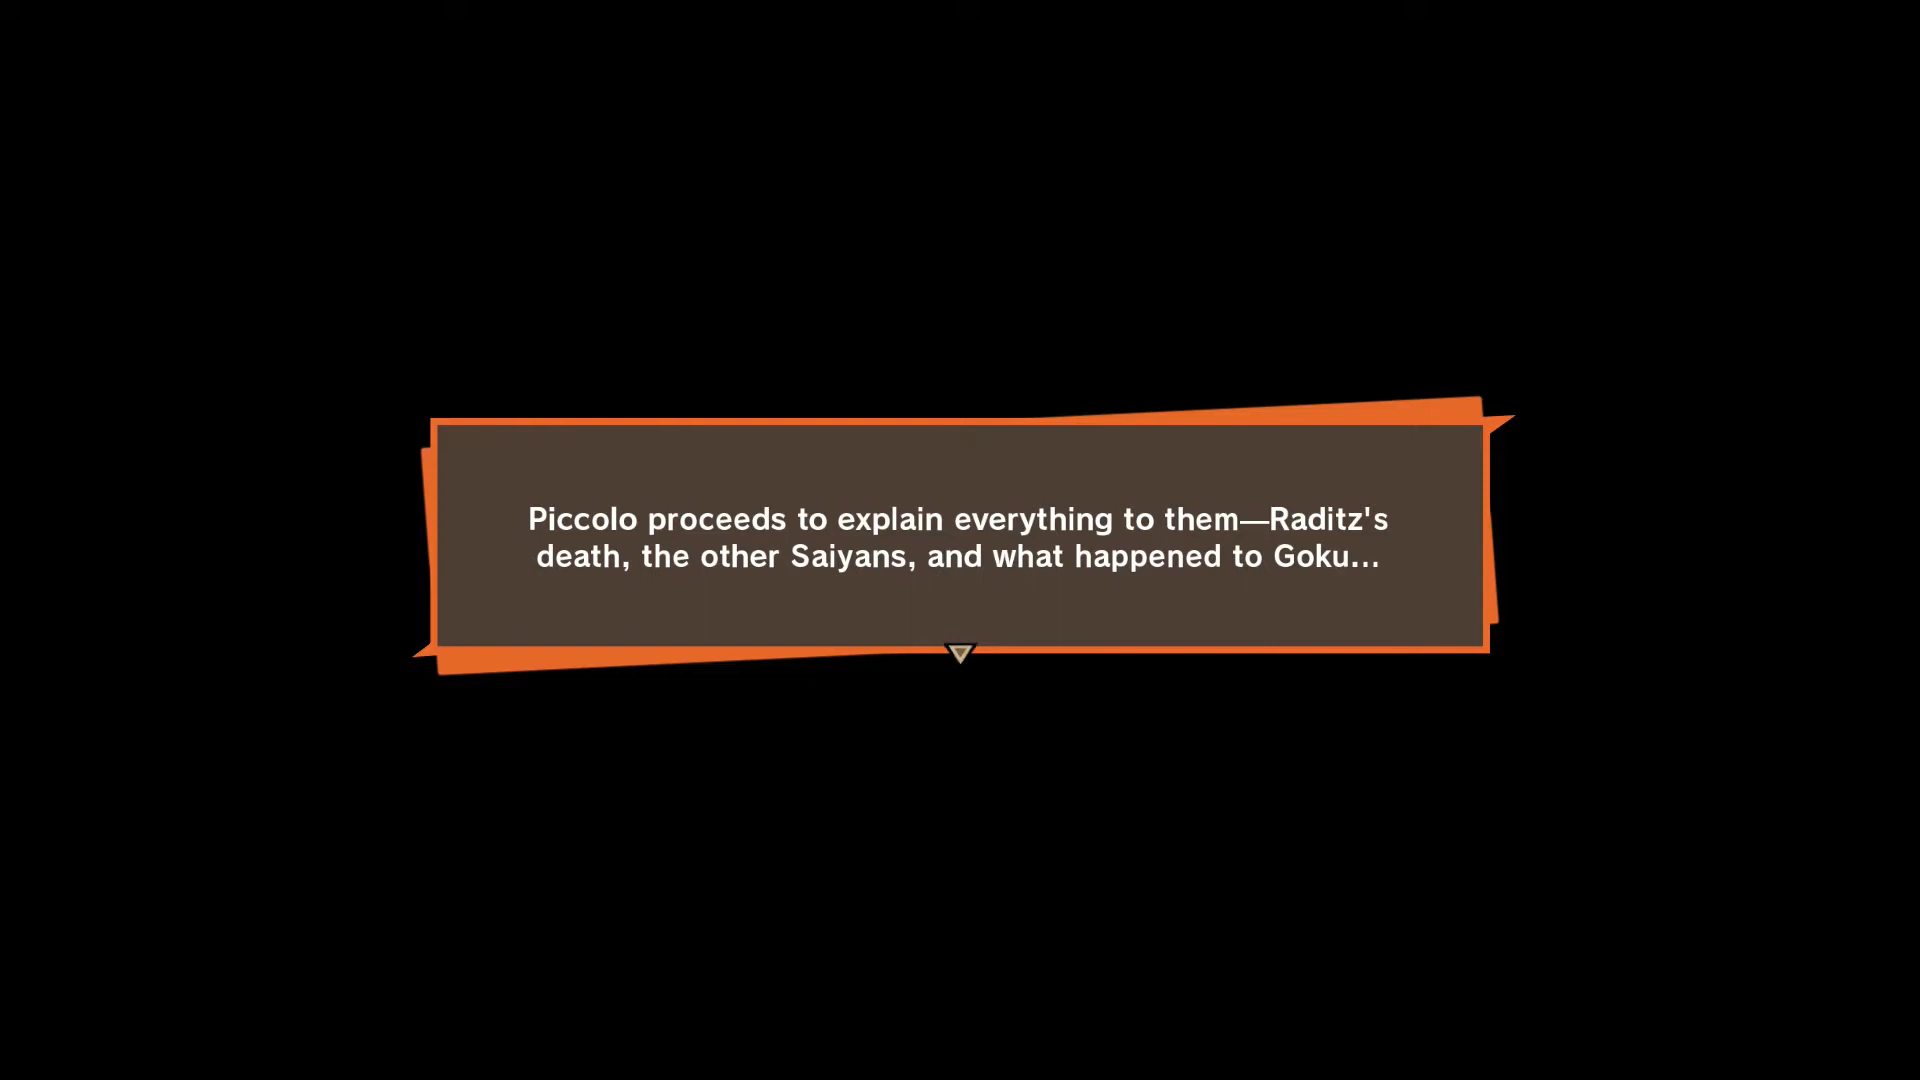 Piccolo proceeds to explain everything to them—Raditz's
death, the other Saiyans, and what happened to Goku...